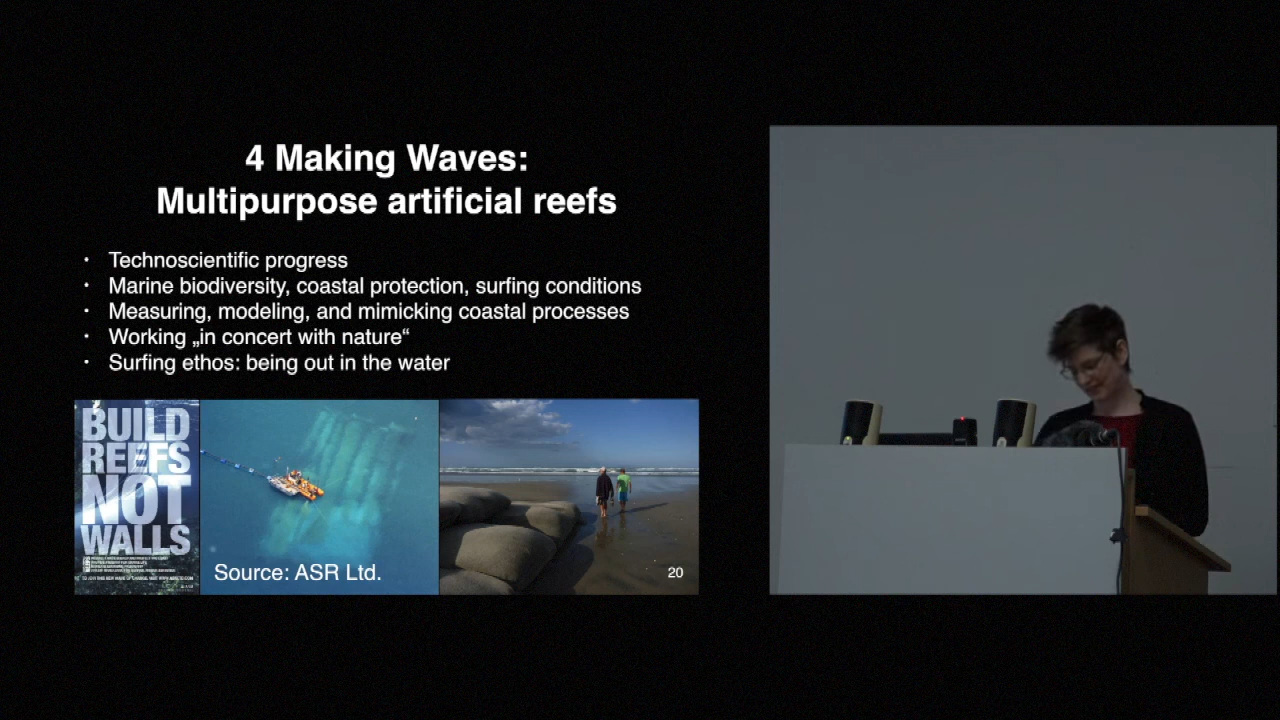 4 Making Waves:
Multipurpose artificial reefs
· Technoscientific progress
· Marine biodiversity, coastal protection, surfing conditions
· Measuring, modeling, and mimicking coastal processes
· Working „in concert with nature“
· Surfing ethos: being out in the water
BUILD
REEFS
NOT
WALLS
Source: ASR Ltd.
20